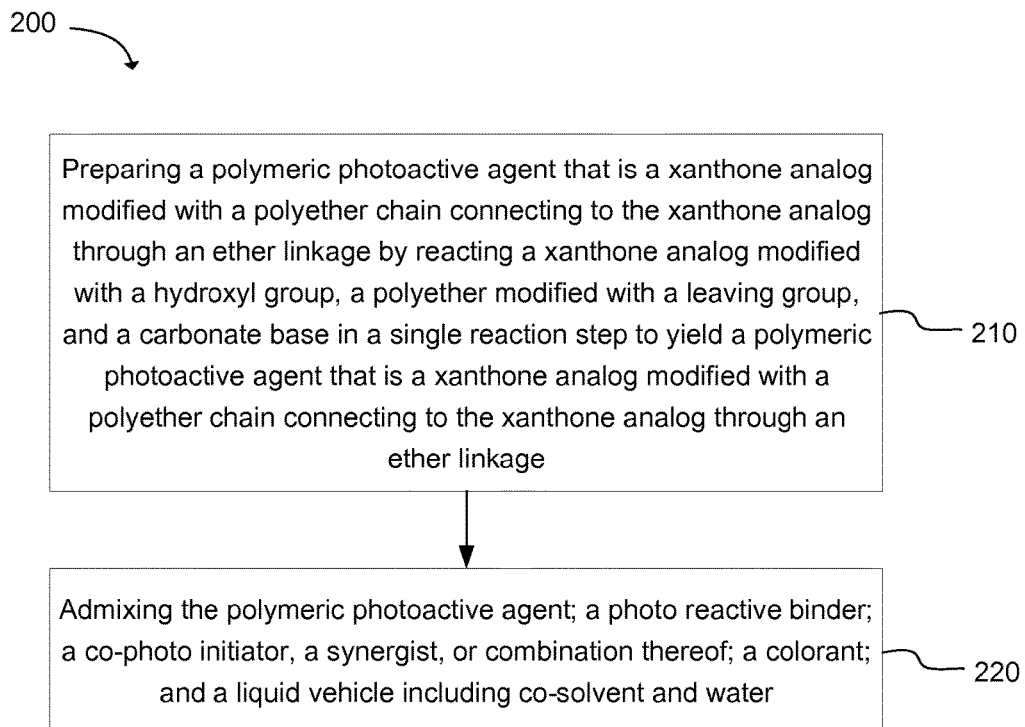 200
Preparing a polymeric photoactive agent that is a xanthone analog
modified with a polyether chain connecting to the xanthone analog
through an ether linkage by reacting a xanthone analog modified
with a hydroxyl group, a polyether modified with a leaving group,
and a carbonate base in a single reaction step to yield a polymeric
photoactive agent that is a xanthone analog modified with a
polyether chain connecting to the xanthone analog through an
ether linkage
210
Admixing the polymeric photoactive agent; a photo reactive binder;
a co-photo initiator, a synergist, or combination thereof; a colorant;
and a liquid vehicle including co-solvent and water
220